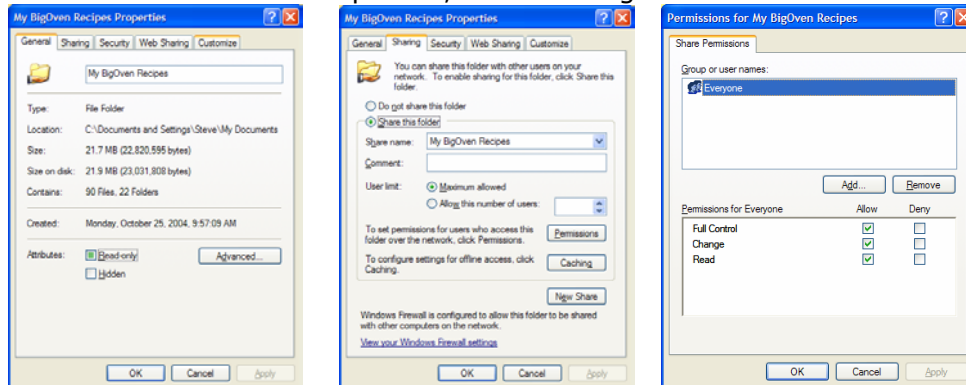 My BigOven Recipes Properties
General Sharing Security Web Sharing Customize
My BigOven Recipes
Type: File Folder
Location: C:\Documents and Settings\Steve\My Documents
Size: 21.7 MB (22,820,595 bytes)
Size on disk: 21.9 MB (23,031,808 bytes)
Contains: 90 Files, 22 Folders
Created: Monday, October 25, 2004, 9:57:09 AM
Attributes: Read-only Advanced...
Hidden
OK Cancel Apply
My BigOven Recipes Properties
General Sharing Security Web Sharing Customize
You can share this folder with other users on your
network. To enable sharing for this folder, click Share this
folder.
Do not share this folder
Share this folder
Share name: My BigOven Recipes
Comment:
User limit: Maximum allowed
Allow this number of users:
To set permissions for users who access this
folder over the network, click Permissions.
Permissions
To configure settings for offline access, click
Caching.
Caching
New Share
Windows Firewall is configured to allow this folder to be shared
with other computers on the network.
View your Windows Firewall settings
OK Cancel Apply
Permissions for My BigOven Recipes
Share Permissions
Group or user names:
Everyone
Add... Remove
Permissions for Everyone Allow Deny
Full Control
Change
Read
OK Cancel Apply